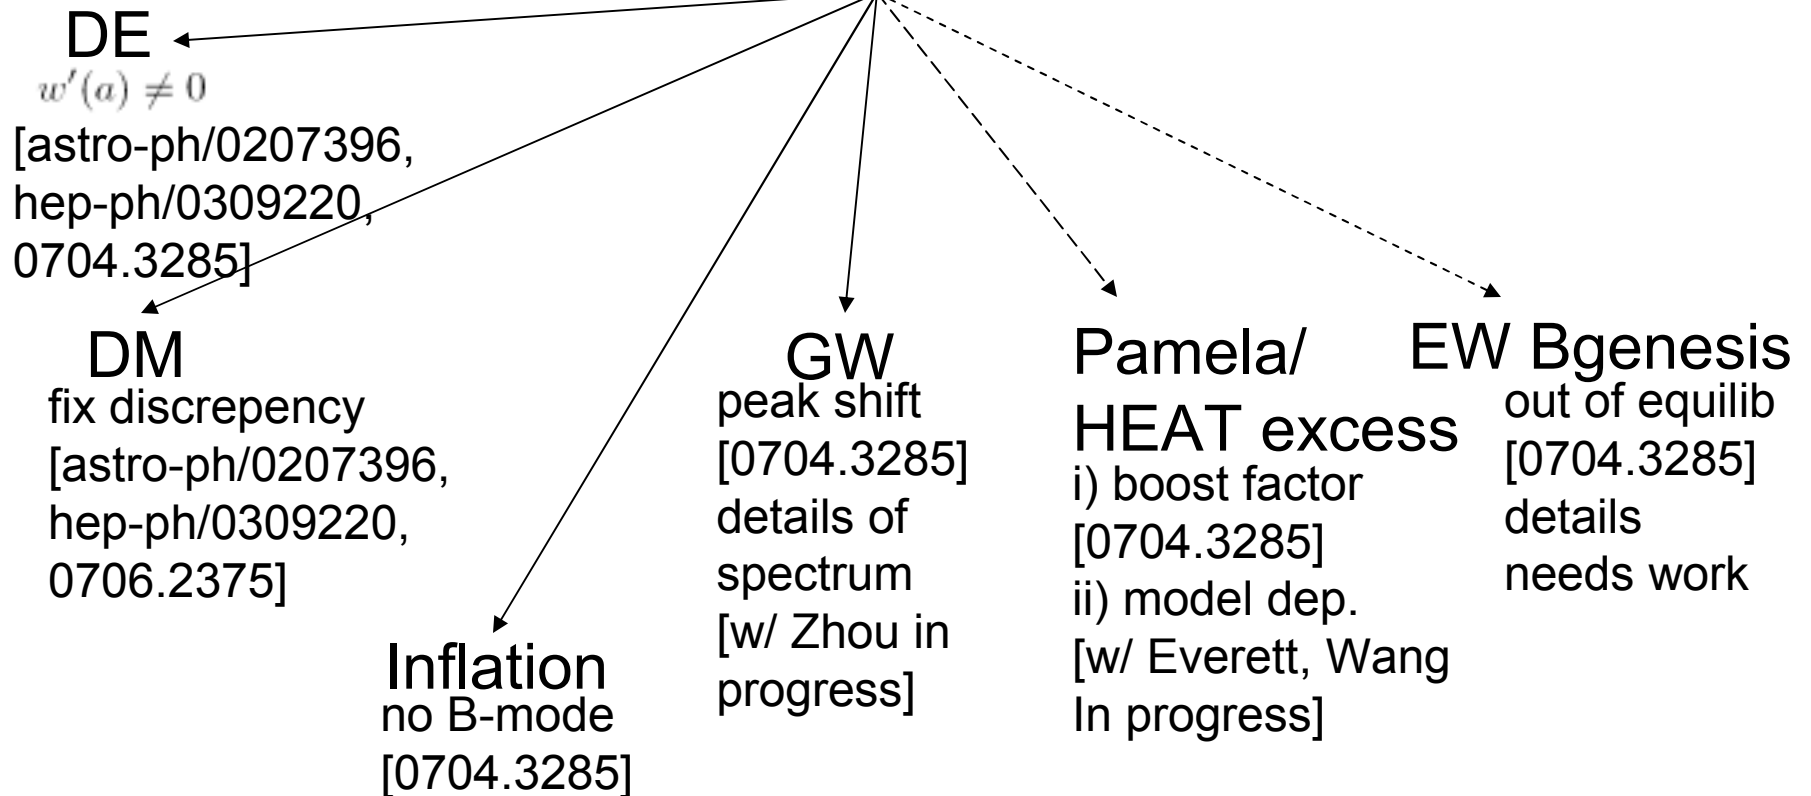 DE
w′(a) ≠ 0
[astro-ph/0207396,
hep-ph/0309220,
0704.3285]
DM
fix discrepency
[astro-ph/0207396,
hep-ph/0309220,
0706.2375]
Inflation
no B-mode
[0704.3285]
GW
peak shift
[0704.3285]
details of
spectrum
[w/ Zhou in
progress]
Pamela/
HEAT excess
i) boost factor
[0704.3285]
ii) model dep.
[w/ Everett, Wang
In progress]
EW Bgenesis
out of equilib
[0704.3285]
details
needs work